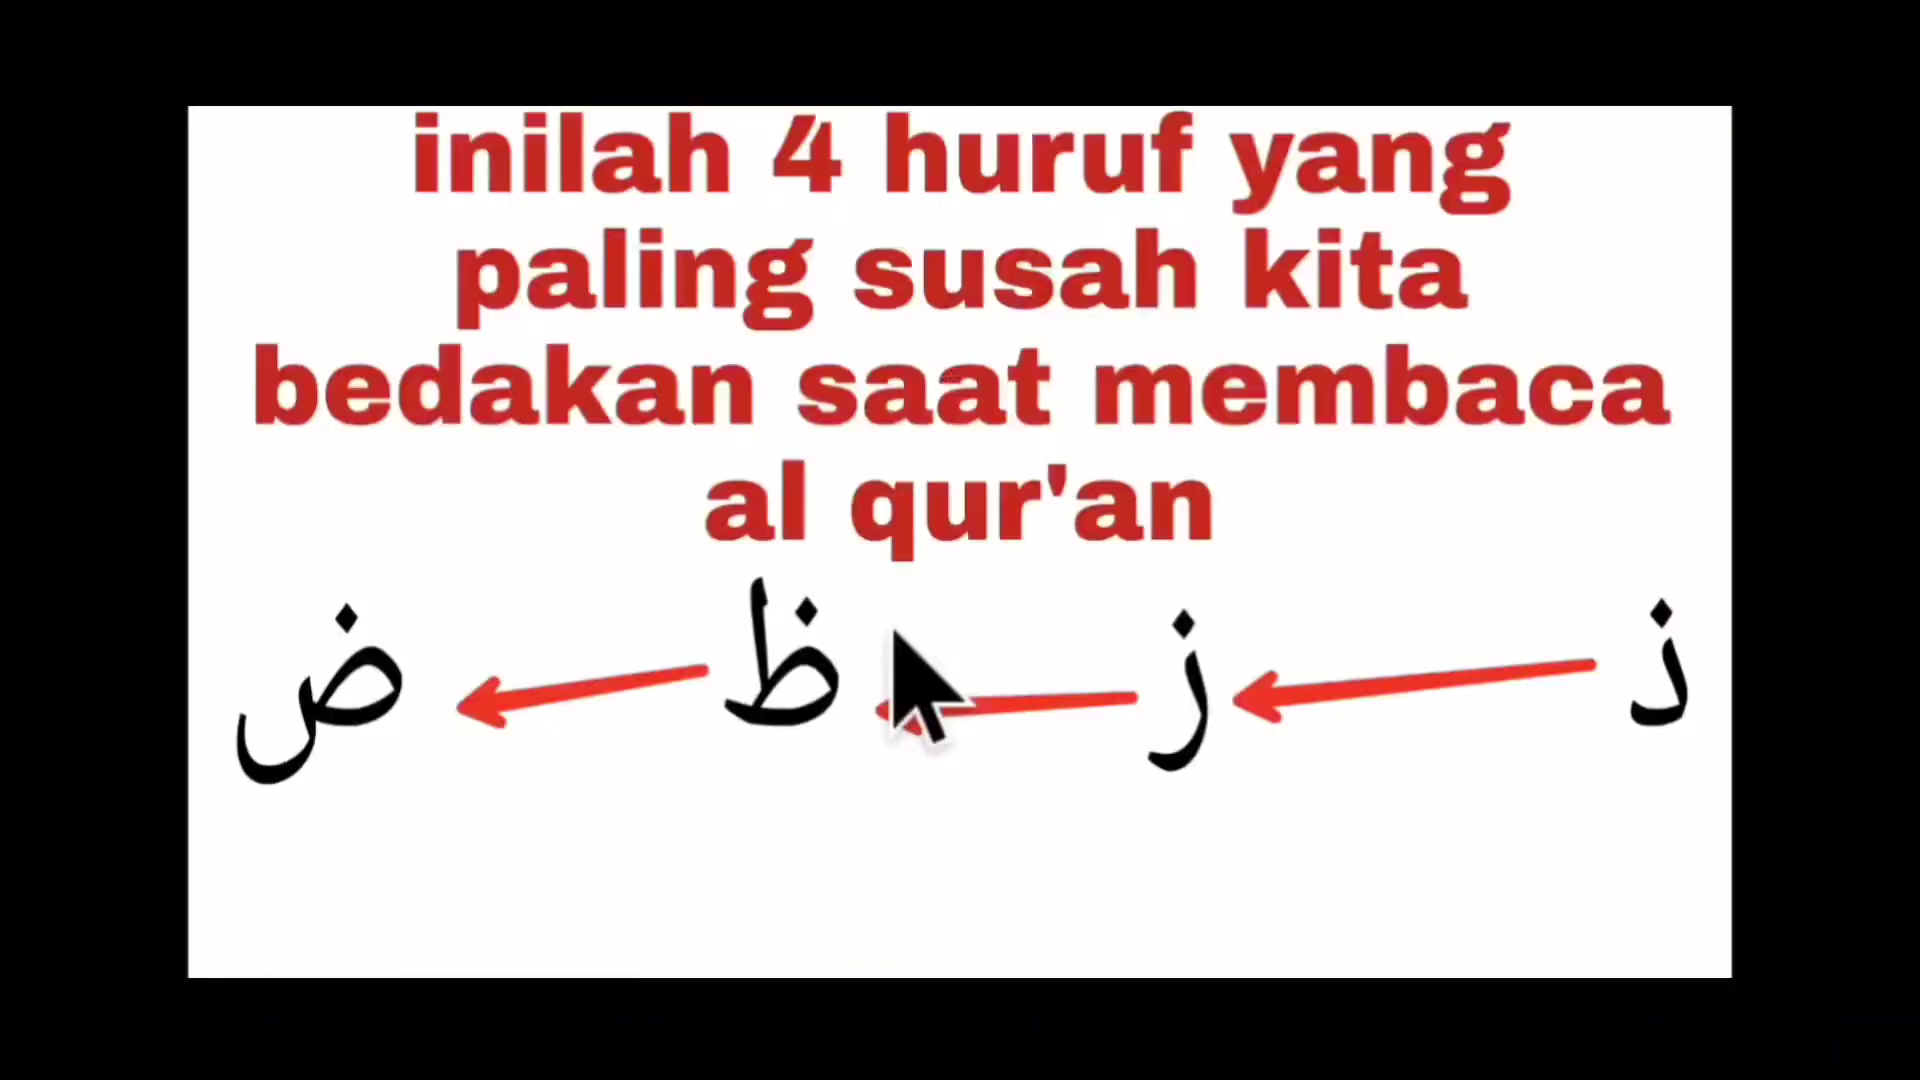 inilah 4 huruf yang
paling susah kita
bedakan saat membaca
al qur'an
ذ ز ظ ض